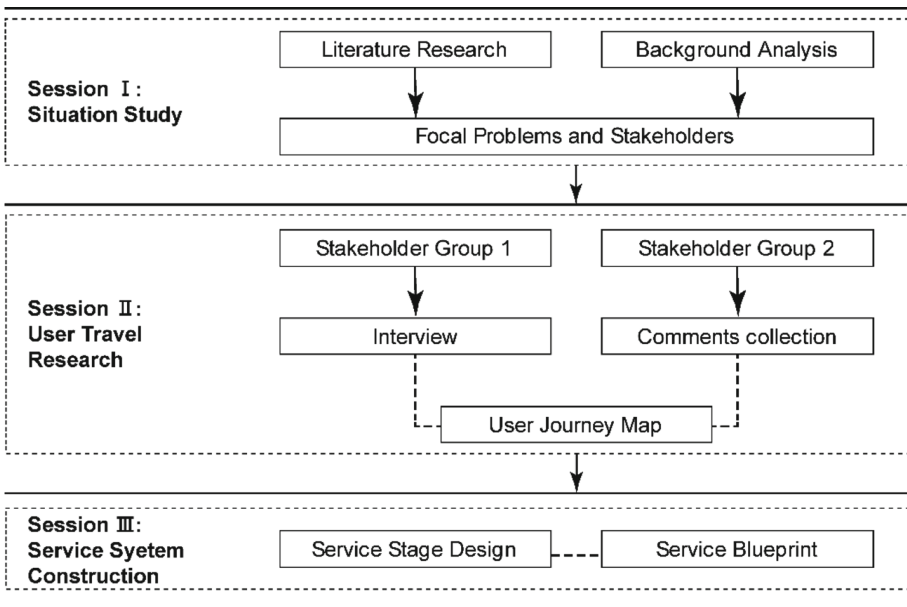 Literature Research
Background Analysis
Session Ⅰ:
Situation Study
Focal Problems and Stakeholders
Stakeholder Group 1
Stakeholder Group 2
Session Ⅱ:
User Travel
Research
Interview
Comments collection
User Journey Map
Session Ⅲ:
Service Syetem
Construction
Service Stage Design
Service Blueprint